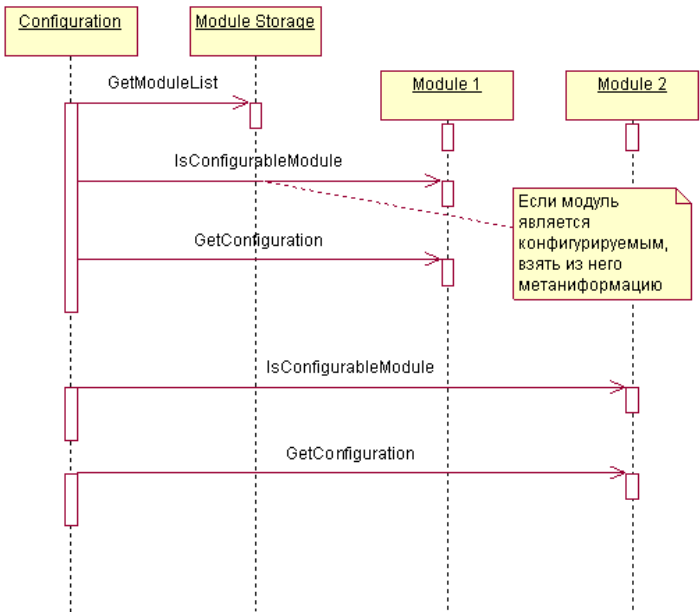 Configuration
Module Storage
Module 1
Module 2
GetModuleList
IsConfigurableModule
Если модуль
является
конфигурируемым,
взять из него
метаниформацию
GetConfiguration
IsConfigurableModule
GetConfiguration